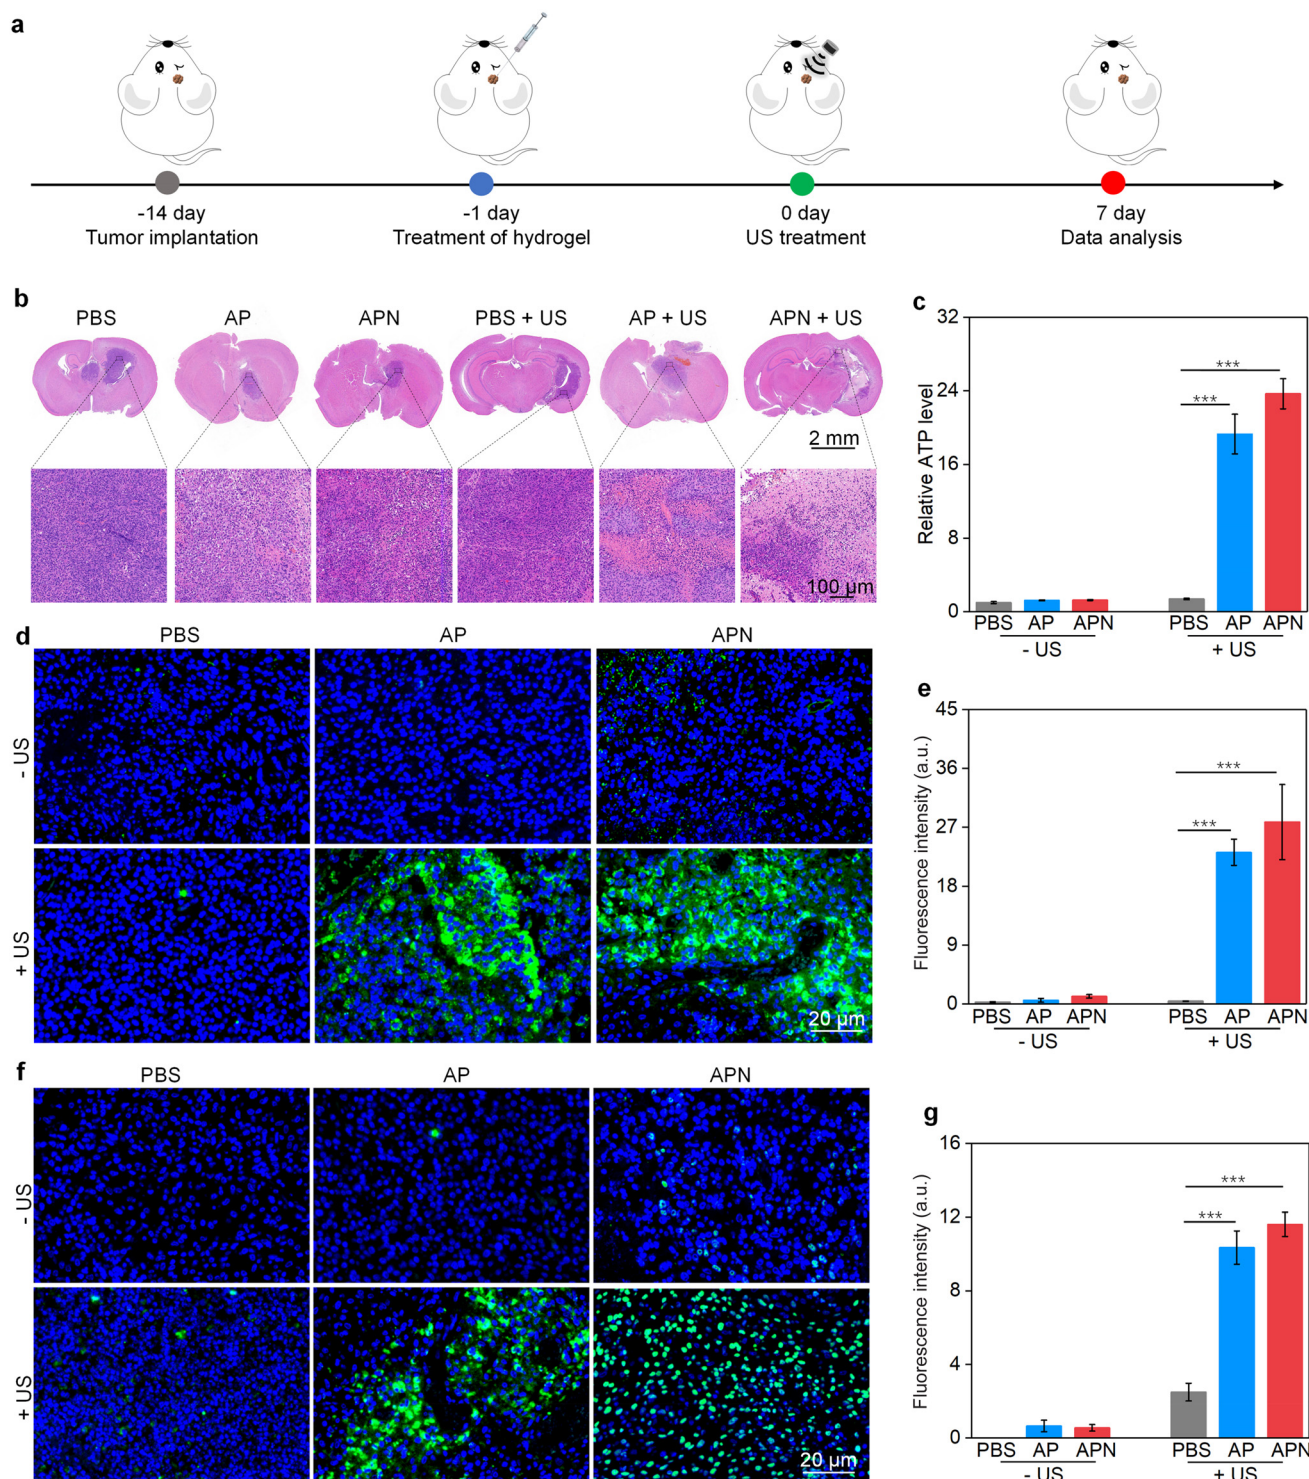 a
-14 day
Tumor implantation
-1 day
Treatment of hydrogel
0 day
US treatment
7 day
Data analysis
b
PBS
AP
APN
PBS + US
AP + US
APN + US
2 mm
100 μm
c
Relative ATP level
32
24
16
8
0
***
***
PBS AP APN
PBS AP APN
- US
+ US
d
PBS
AP
APN
- US
+ US
20 μm
e
Fluorescence intensity (a.u.)
45
36
27
18
9
0
***
***
PBS AP APN
PBS AP APN
- US
+ US
f
PBS
AP
APN
- US
+ US
20 μm
g
Fluorescence intensity (a.u.)
16
12
8
4
0
***
***
PBS AP APN
PBS AP APN
- US
+ US